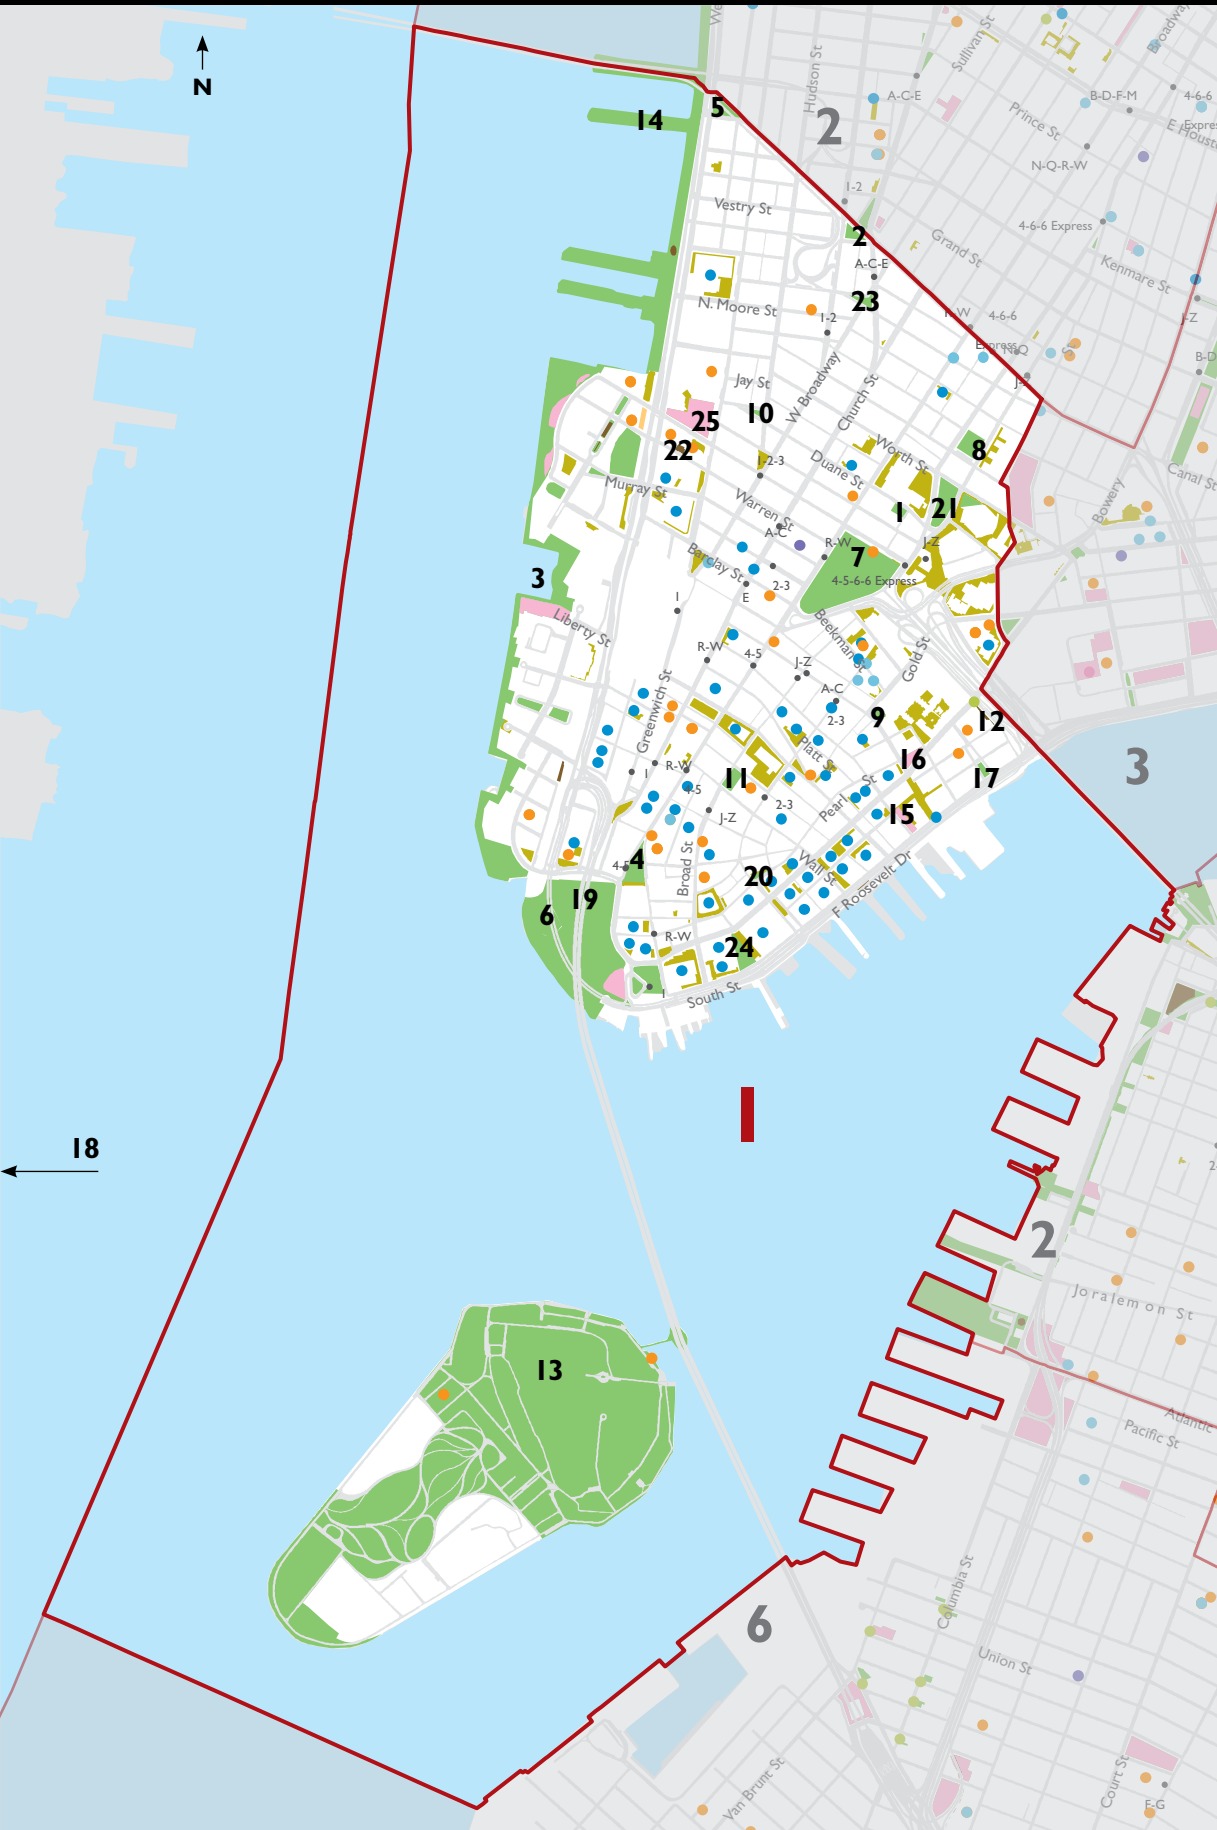 N
14
5
2
Hudson St
Sullivan St
Broadway
A-C-E
B-D-F-M
4-6-6
Express
Prince St
E Houst
N-Q-R-W
1-2
4-6-6 Express
Grand St
Kenmare St
Vestry St
2
A-C-E
23
N. Moore St
1-2
R-W
4-6-6
Express
N-Q
J-Z
J-Z
B-D
Jay St
W Broadway
Church St
10
25
22
8
Worth St
Duane St
1-2-3
Canal St
Bowery
Murray St
Warren St
1
21
A-C
R-W
J-Z
7
Barclay St
4-5-6-6 Express
2-3
E
3
1
Liberty St
Beekman St
Gold St
R-W
4-5
J-Z
A-C
2-3
9
12
Greenwich St
Platt St
16
3
R-W
1
11
17
4-5
2-3
Pearl St
J-Z
15
4-5
4
Broad St
Wall St
20
F Roosevelt Dr
6
19
R-W
24
1
South St
1
18
2
Joralemon St
13
Atlantic
Pacific St
6
Columbia St
Union St
Van Brunt St
Court St
F-G